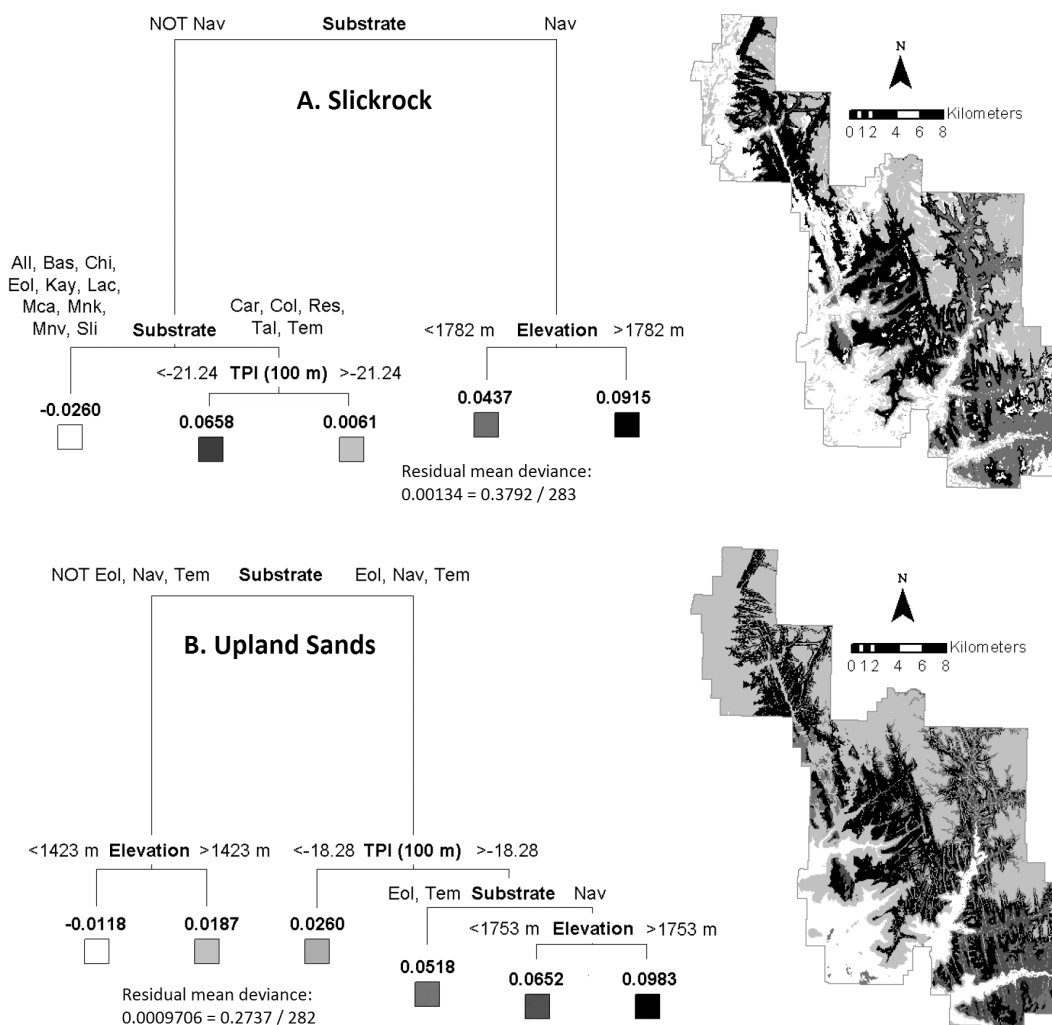 NOT Nav Substrate Nav
A. Slickrock
All, Bas, Chi,
Eol, Kay, Lac,
Mca, Mnk,
Mnv, Sli
Substrate
Car, Col, Res,
Tal, Tem
<1782 m Elevation >1782 m
<-21.24 TPI (100 m) >-21.24
-0.0260
0.0658
0.0061
0.0437
0.0915
Residual mean deviance:
0.00134 = 0.3792 / 283
N
Kilometers
0 1 2 4 6 8
NOT Eol, Nav, Tem Substrate Eol, Nav, Tem
B. Upland Sands
<1423 m Elevation >1423 m
<-18.28 TPI (100 m) >-18.28
Eol, Tem Substrate Nav
<1753 m Elevation >1753 m
-0.0118
0.0187
0.0260
0.0518
0.0652
0.0983
Residual mean deviance:
0.0009706 = 0.2737 / 282
N
Kilometers
0 1 2 4 6 8